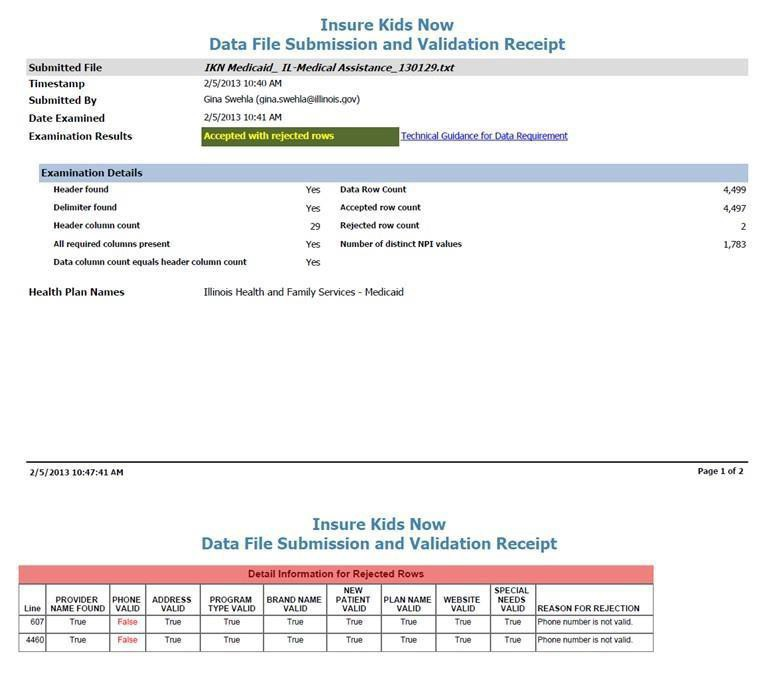 Insure Kids Now
Data File Submission and Validation Receipt
Submitted File IKN Medicaid_ IL-Medical Assistance_130129.txt
Timestamp 2/5/2013 10:40 AM
Submitted By Gina Swehla (gina.swehla@illinois.gov)
Date Examined 2/5/2013 10:41 AM
Examination Results Accepted with rejected rows Technical Guidance for Data Requirement
Examination Details
Header found Yes Data Row Count 4,499
Delimiter found Yes Accepted row count 4,497
Header column count 29 Rejected row count 2
All required columns present Yes Number of distinct NPI values 1,783
Data column count equals header column count Yes
Health Plan Names Illinois Health and Family Services - Medicaid
2/5/2013 10:47:41 AM Page 1 of 2
Insure Kids Now
Data File Submission and Validation Receipt
Detail Information for Rejected Rows
Line PROVIDER NAME FOUND PHONE VALID ADDRESS VALID PROGRAM TYPE VALID BRAND NAME VALID NEW PATIENT VALID PLAN NAME VALID WEBSITE VALID SPECIAL NEEDS VALID REASON FOR REJECTION
607 True False True True True True True True True Phone number is not valid.
4460 True False True True True True True True True Phone number is not valid.